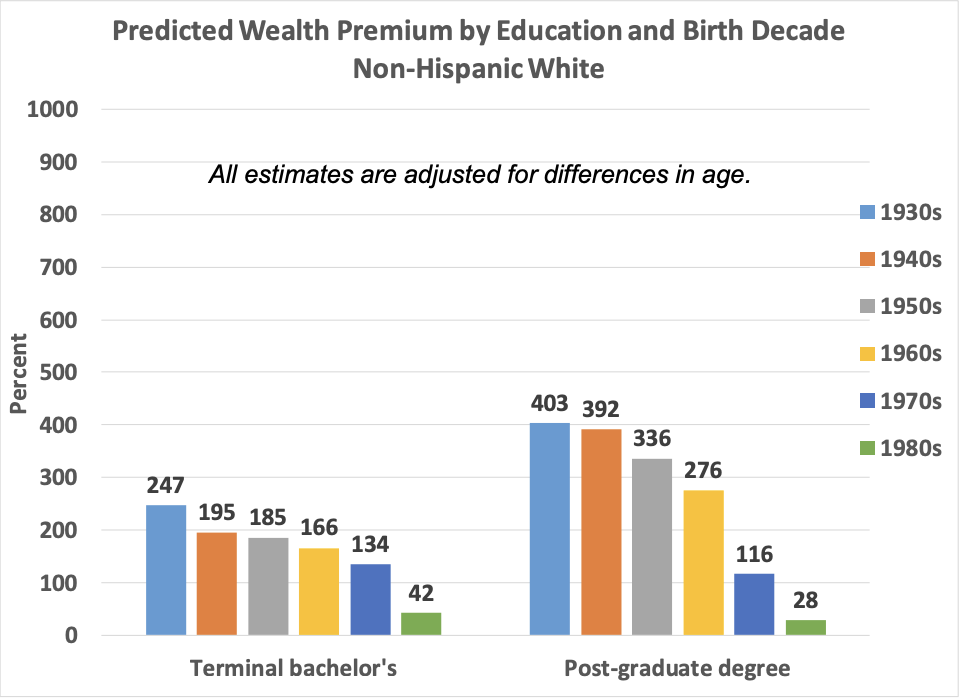 Predicted Wealth Premium by Education and Birth Decade
Non-Hispanic White
1000
900
800
700
600
500
400
300
200
100
0
Percent
All estimates are adjusted for differences in age.
247
195
185
166
134
42
403
392
336
276
116
28
Terminal bachelor's
Post-graduate degree
1930s
1940s
1950s
1960s
1970s
1980s